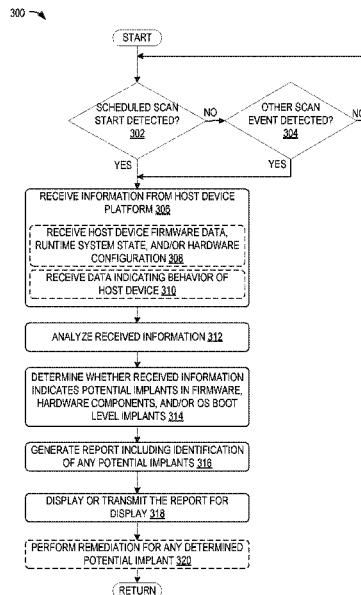 300
START
SCHEDULED SCAN
START DETECTED?
302
NO
OTHER SCAN
EVENT DETECTED?
304
NO
YES
YES
RECEIVE INFORMATION FROM HOST DEVICE
PLATFORM 306
RECEIVE HOST DEVICE FIRMWARE DATA,
RUNTIME SYSTEM STATE, AND/OR HARDWARE
CONFIGURATION 308
RECEIVE DATA INDICATING BEHAVIOR OF
HOST DEVICE 310
ANALYZE RECEIVED INFORMATION 312
DETERMINE WHETHER RECEIVED INFORMATION
INDICATES POTENTIAL IMPLANTS IN FIRMWARE,
HARDWARE COMPONENTS, AND/OR OS BOOT
LEVEL IMPLANTS 314
GENERATE REPORT INCLUDING IDENTIFICATION
OF ANY POTENTIAL IMPLANTS 316
DISPLAY OR TRANSMIT THE REPORT FOR
DISPLAY 318
PERFORM REMEDIATION FOR ANY DETERMINED
POTENTIAL IMPLANT 320
RETURN